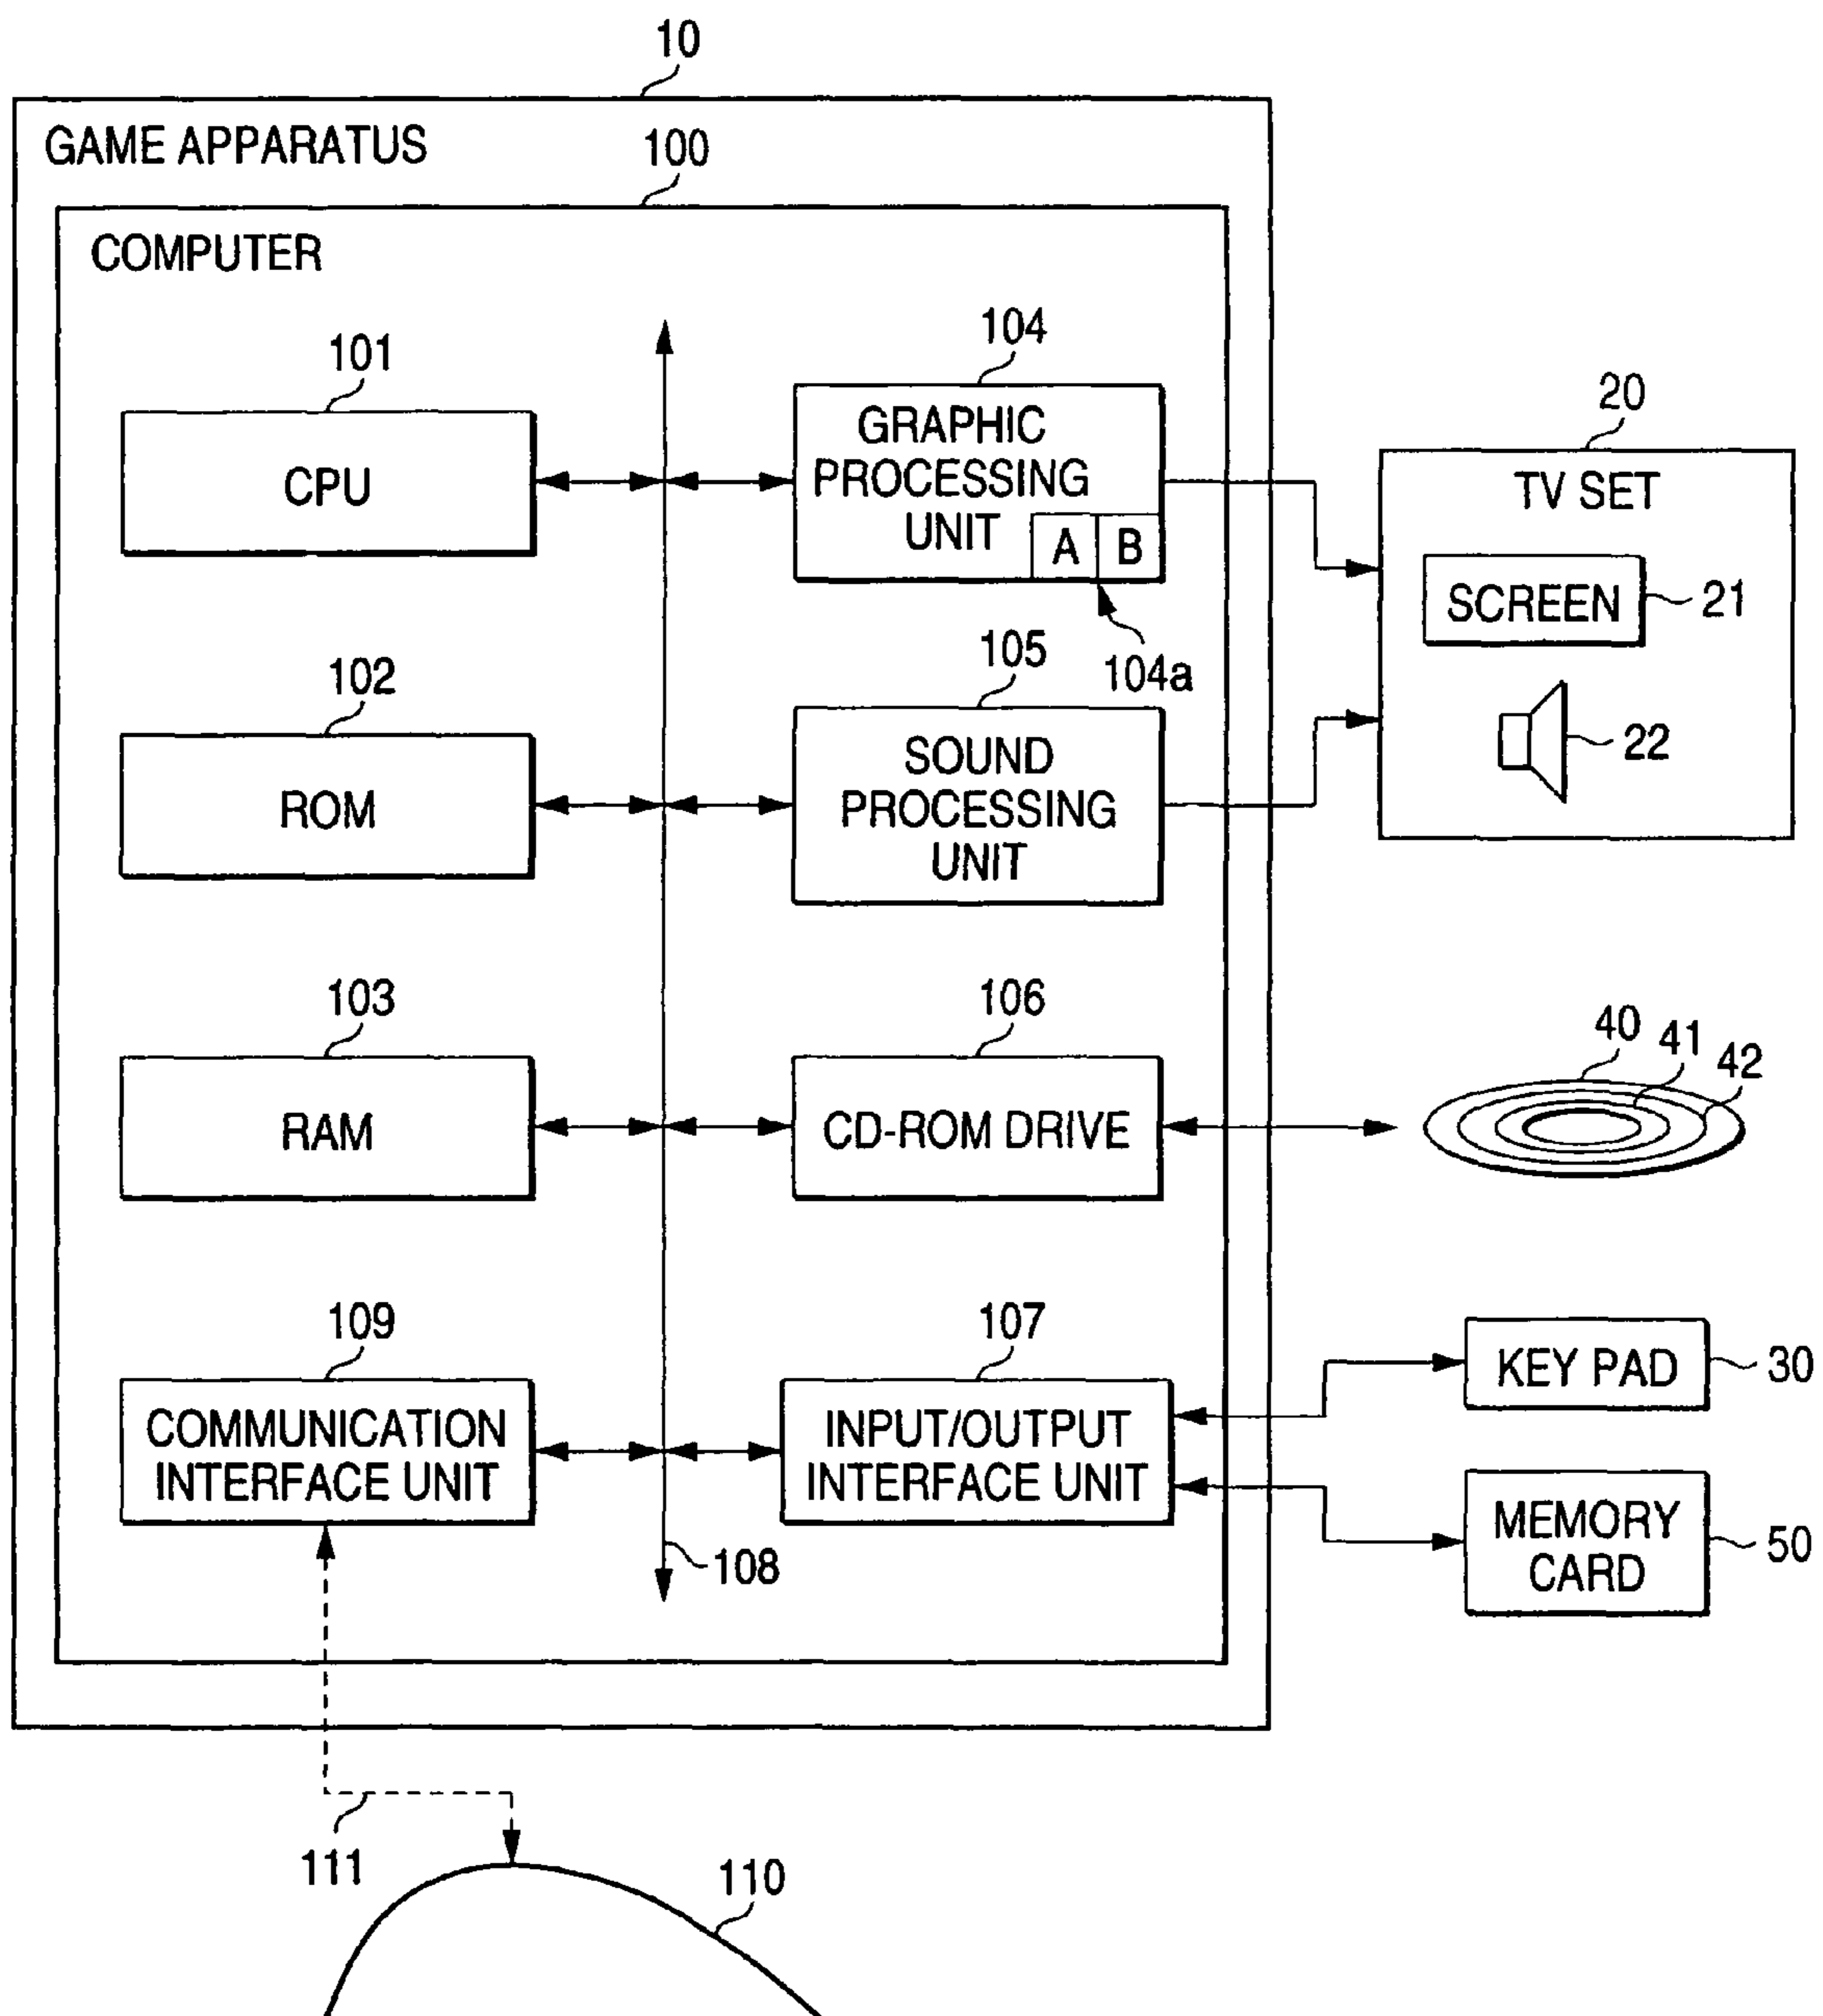 10
GAME APPARATUS
100
COMPUTER
101
CPU
104
GRAPHIC
PROCESSING
UNIT
A B
104a
20
TV SET
SCREEN
21
22
102
ROM
105
SOUND
PROCESSING
UNIT
103
RAM
106
CD-ROM DRIVE
40
41
42
109
COMMUNICATION
INTERFACE UNIT
107
INPUT/OUTPUT
INTERFACE UNIT
KEY PAD
30
MEMORY
CARD
50
108
111
110